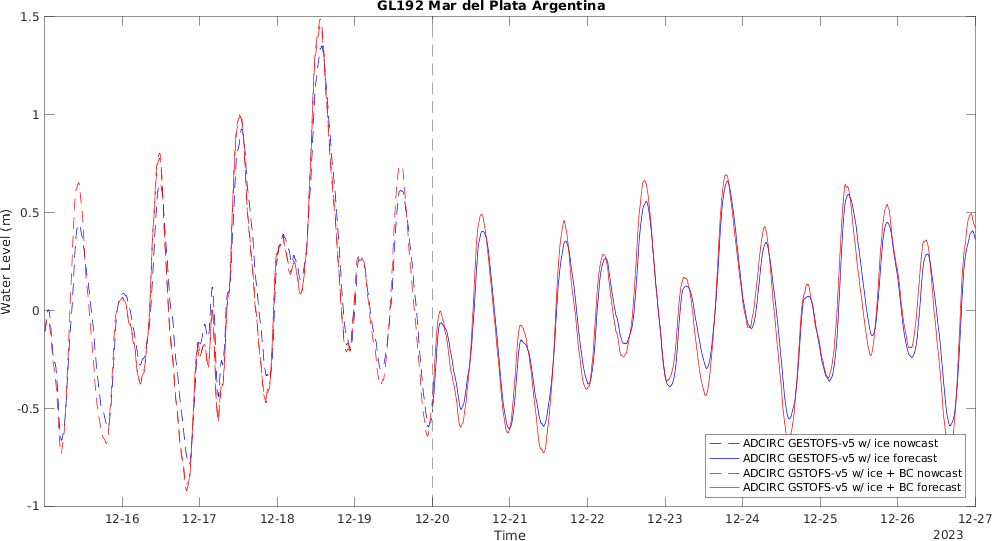 GL192 Mar del Plata Argentina
1.5
1
0.5
0
-0.5
-1
Water Level (m)
ADCIRC GESTOFS-v5 w/ ice nowcast
ADCIRC GESTOFS-v5 w/ ice forecast
ADCIRC GSTOFS-v5 w/ ice + BC nowcast
ADCIRC GSTOFS-v5 w/ ice + BC forecast
12-16 12-17 12-18 12-19 12-20 12-21 12-22 12-23 12-24 12-25 12-26 12-27
Time
2023